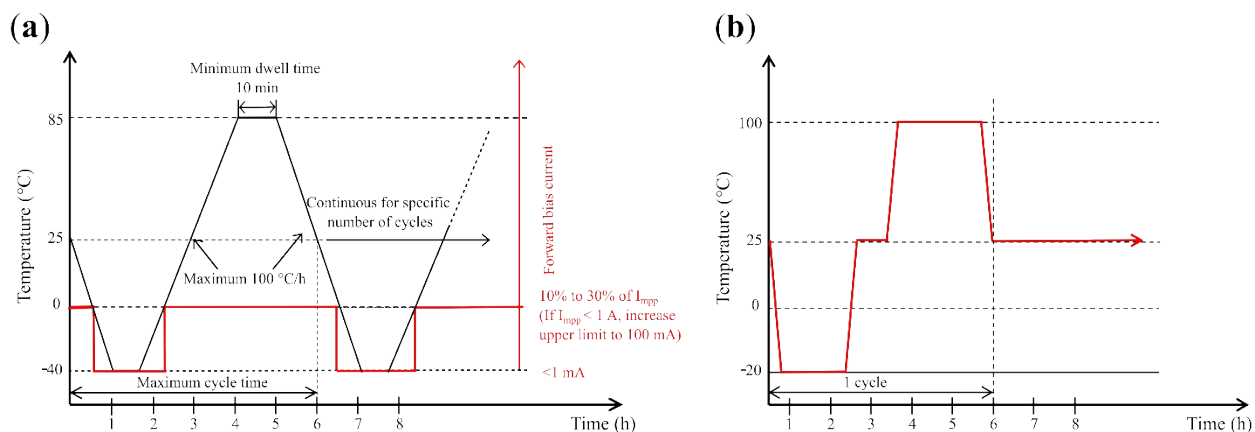 (a)
Minimum dwell time
10 min
85
Temperature (°C)
25
0
-40
Continuous for specific
number of cycles
Maximum 100 °C/h
Forward bias current
10% to 30% of Impp
(If Impp < 1 A, increase
upper limit to 100 mA)
<1 mA
Maximum cycle time
1 2 3 4 5 6 7 8
Time (h)
(b)
Temperature (°C)
100
25
0
-20
1 cycle
1 2 3 4 5 6 7 8
Time (h)